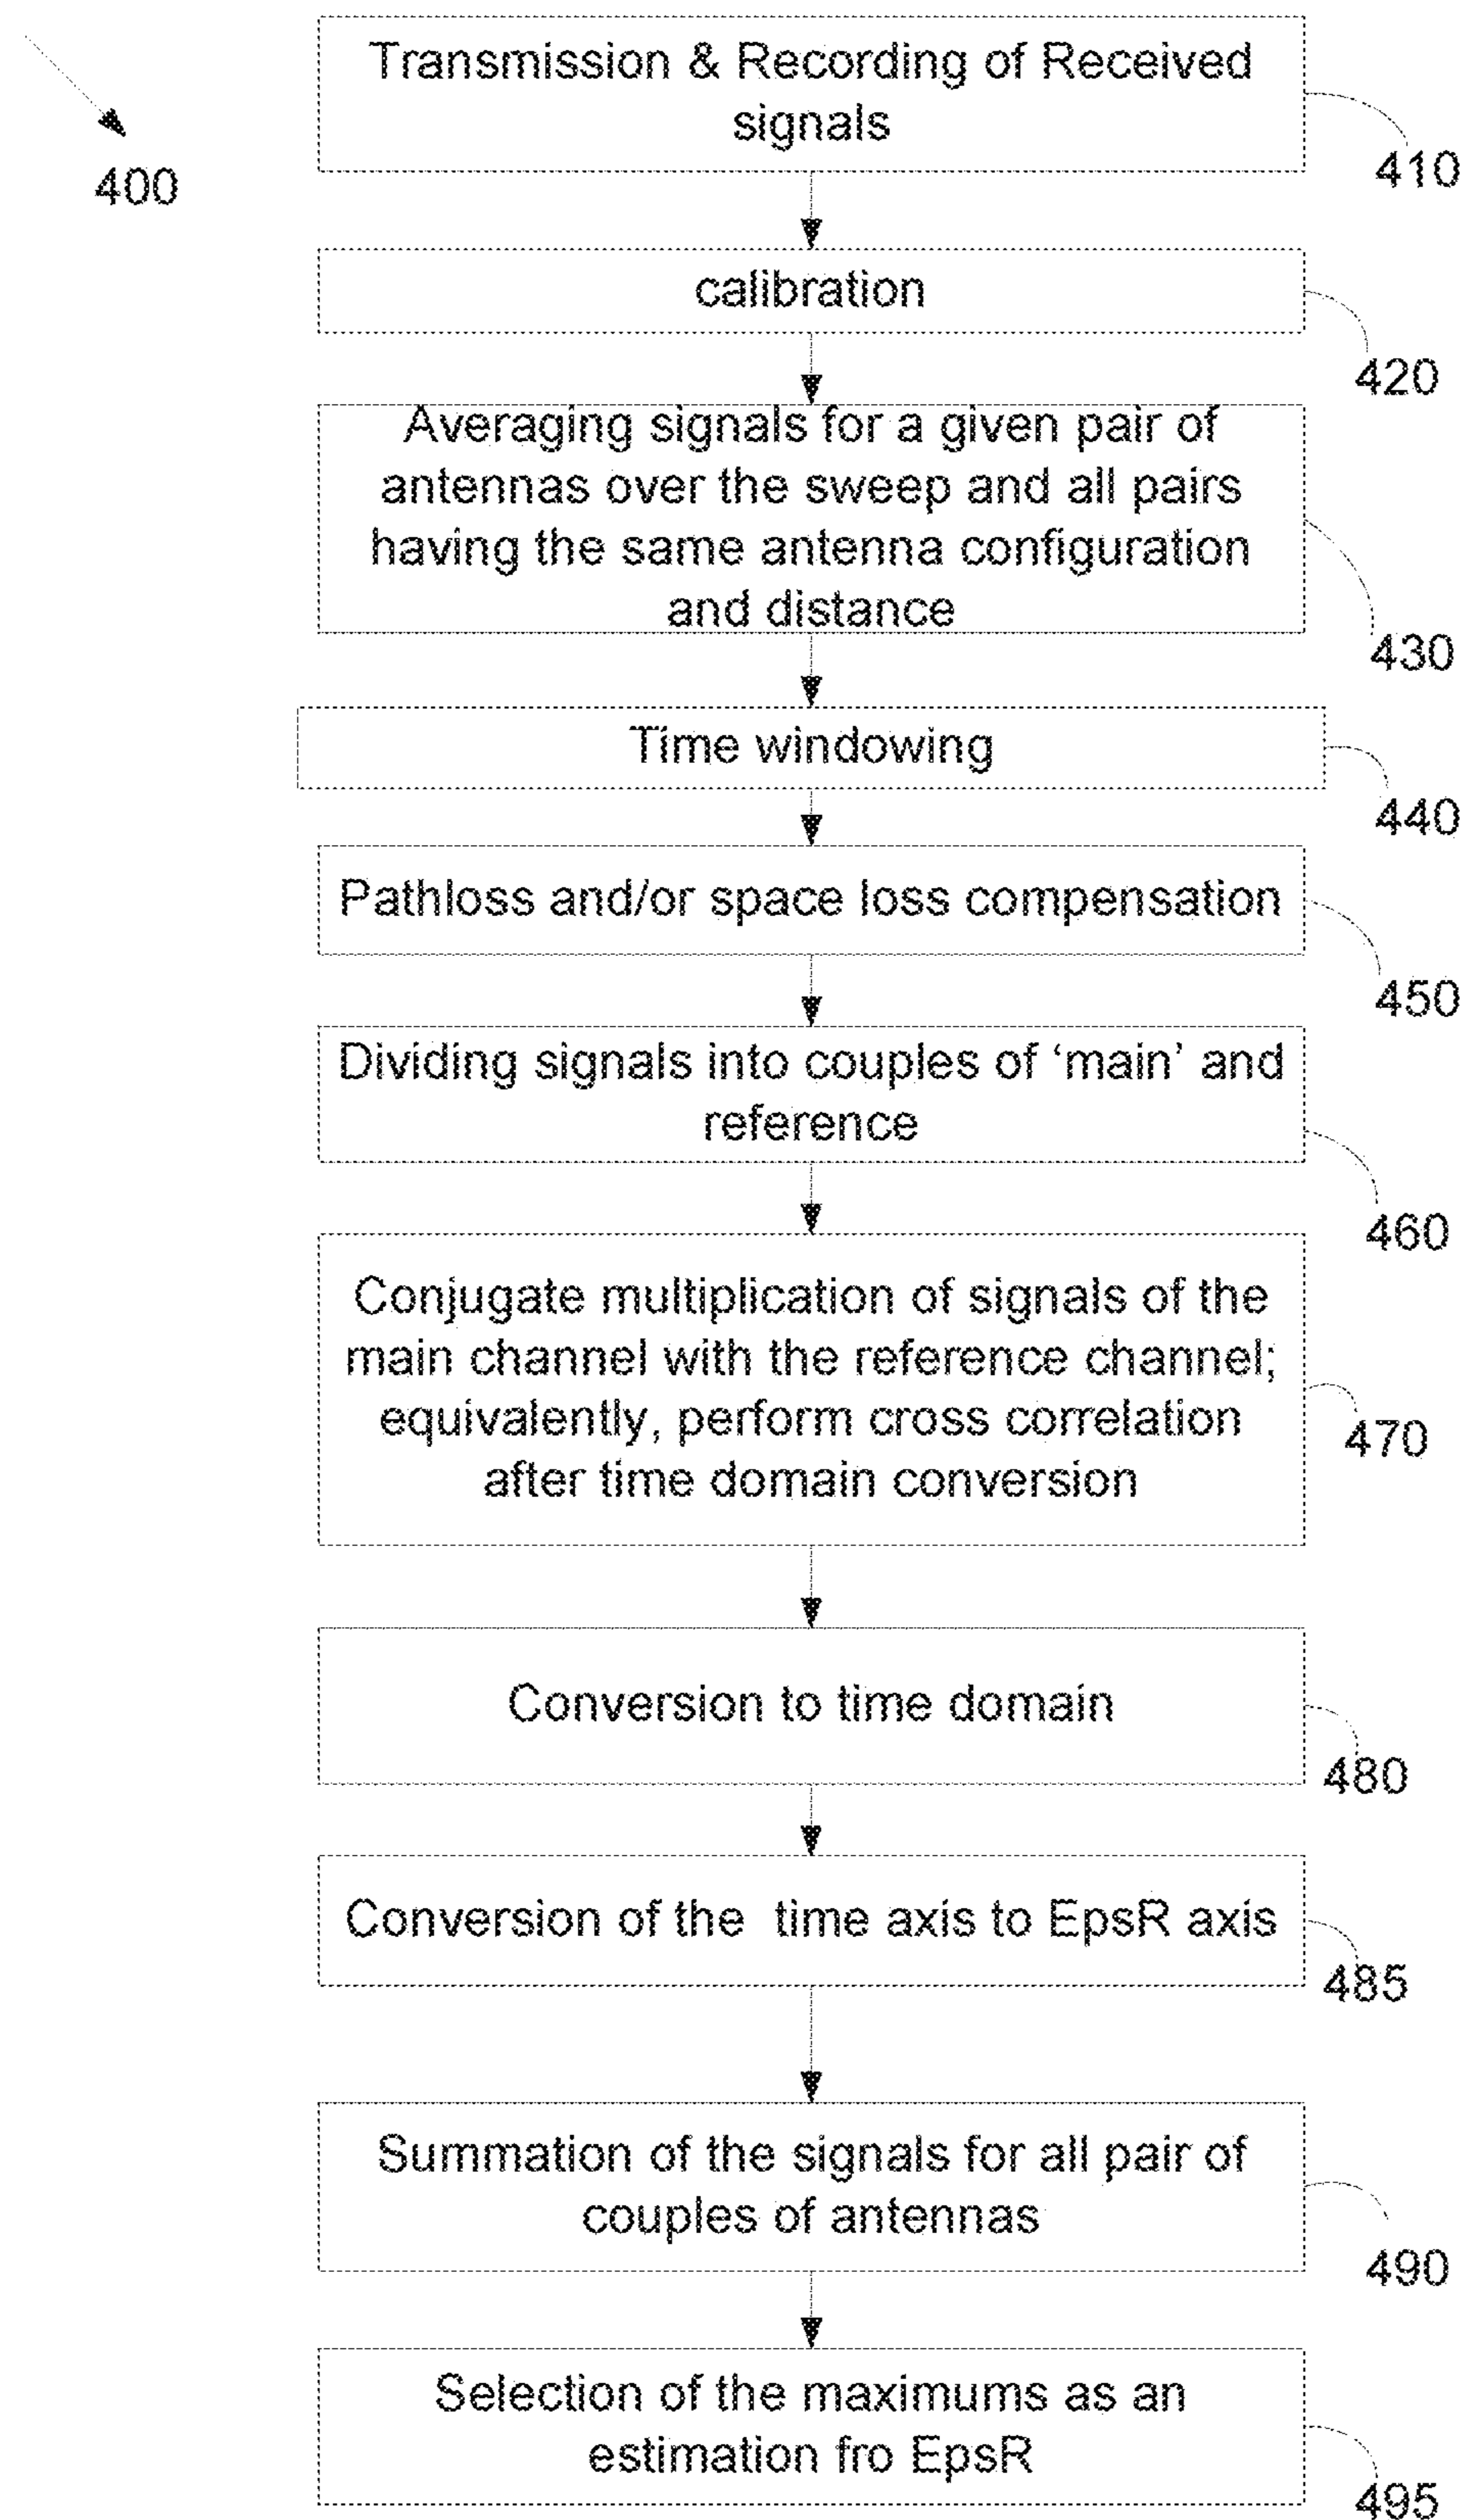 Transmission & Recording of Received
signals
400
410
calibration
420
Averaging signals for a given pair of
antennas over the sweep and all pairs
having the same antenna configuration
and distance
430
Time windowing
440
Pathloss and/or space loss compensation
450
Dividing signals into couples of ‘main’ and
reference
460
Conjugate multiplication of signals of the
main channel with the reference channel;
equivalently, perform cross correlation
after time domain conversion
470
Conversion to time domain
480
Conversion of the time axis to EpsR axis
485
Summation of the signals for all pair of
couples of antennas
490
Selection of the maximums as an
estimation fro EpsR
495